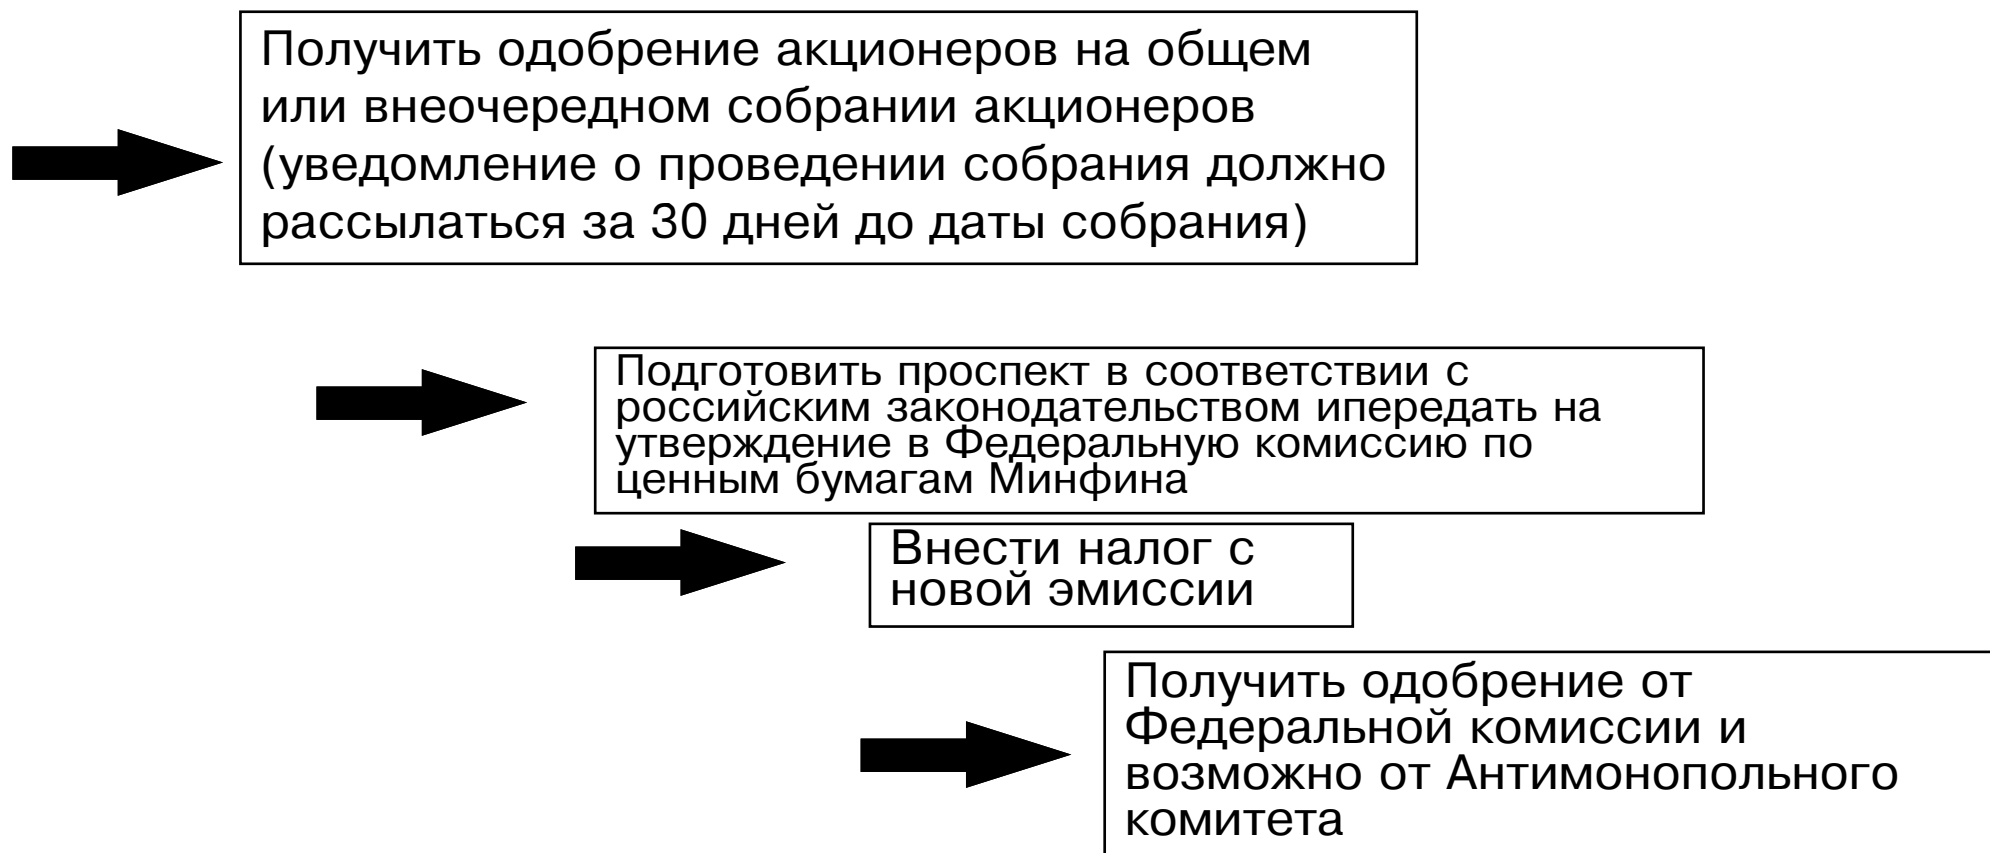 Получить одобрение акционеров на общем
или внеочередном собрании акционеров
(уведомление о проведении собрания должно
рассылаться за 30 дней до даты собрания)
Подготовить проспект в соответствии с
российским законодательством ипередать на
утверждение в Федеральную комиссию по
ценным бумагам Минфина
Внести налог с
новой эмиссии
Получить одобрение от
Федеральной комиссии и
возможно от Антимонопольного
комитета